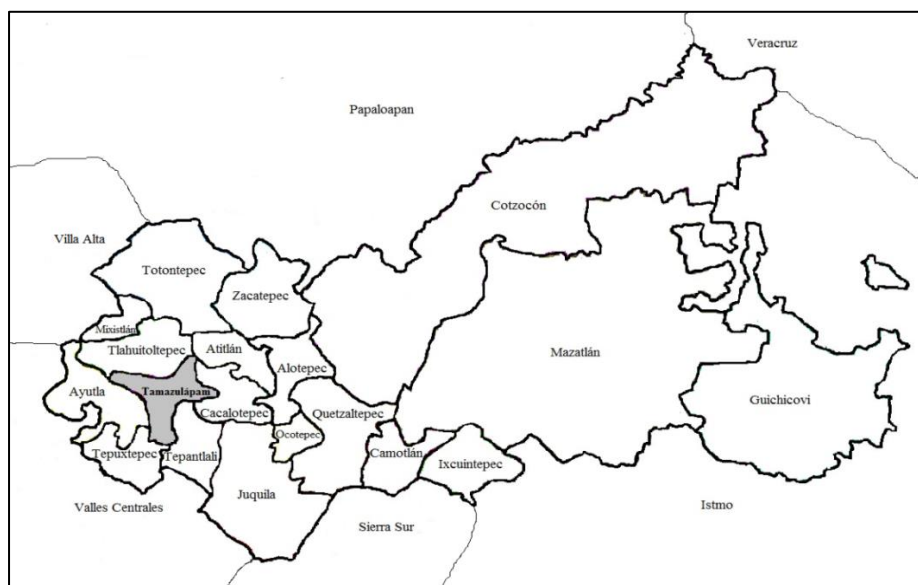 Veracruz
Papaloapan
Cotzocón
Villa Alta
Totontepec
Zacatepec
Mixistlán
Tlahuitoltepec
Atitlán
Mazatlán
Alotepec
Ayutla
Tamazulápam
Guichicovi
Cacalotepec
Quetzaltepec
Ocotepec
Tepuxtepec
Tepantlali
Camotlán
Ixcuintepec
Juquila
Valles Centrales
Istmo
Sierra Sur